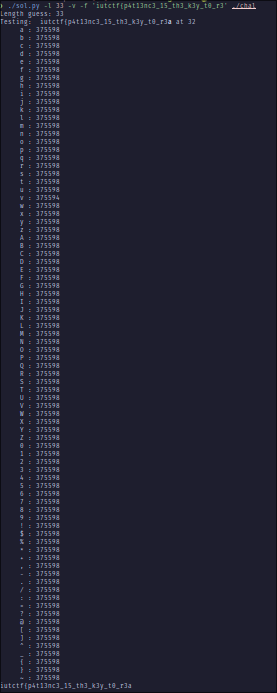 › ./sol.py -l 33 -v -f 'iutctf{p4t13nc3_15_th3_k3y_t0_r3' ./chal
Length guess: 33
Testing:  iutctf{p4t13nc3_15_th3_k3y_t0_r3a at 32
a : 375598
b : 375598
c : 375598
d : 375598
e : 375598
f : 375598
g : 375598
h : 375598
i : 375598
j : 375598
k : 375598
l : 375598
m : 375598
n : 375598
o : 375598
p : 375598
q : 375598
r : 375598
s : 375598
t : 375598
u : 375598
v : 375594
w : 375598
x : 375598
y : 375598
z : 375598
A : 375598
B : 375598
C : 375598
D : 375598
E : 375598
F : 375598
G : 375598
H : 375598
I : 375598
J : 375598
K : 375598
L : 375598
M : 375598
N : 375598
O : 375598
P : 375598
Q : 375598
R : 375598
S : 375598
T : 375598
U : 375598
V : 375598
W : 375598
X : 375598
Y : 375598
Z : 375598
0 : 375598
1 : 375598
2 : 375598
3 : 375598
4 : 375598
5 : 375598
6 : 375598
7 : 375598
8 : 375598
9 : 375598
! : 375598
$ : 375598
% : 375598
* : 375598
+ : 375598
, : 375598
- : 375598
. : 375598
/ : 375598
: : 375598
= : 375598
? : 375598
@ : 375598
[ : 375598
] : 375598
^ : 375598
_ : 375598
{ : 375598
} : 375598
~ : 375598
iutctf{p4t13nc3_15_th3_k3y_t0_r3a